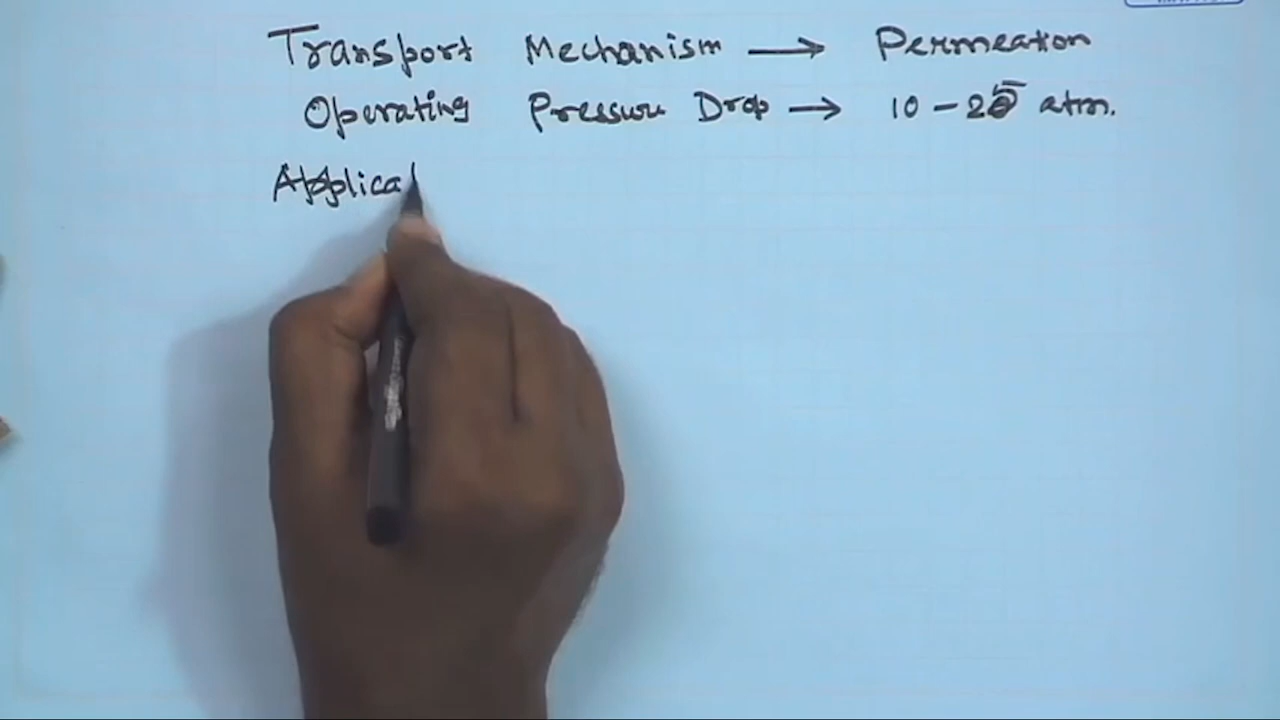 Transport Mechanism → Permeation
Operating Pressure Drop → 10 - 25 atm.
Applica